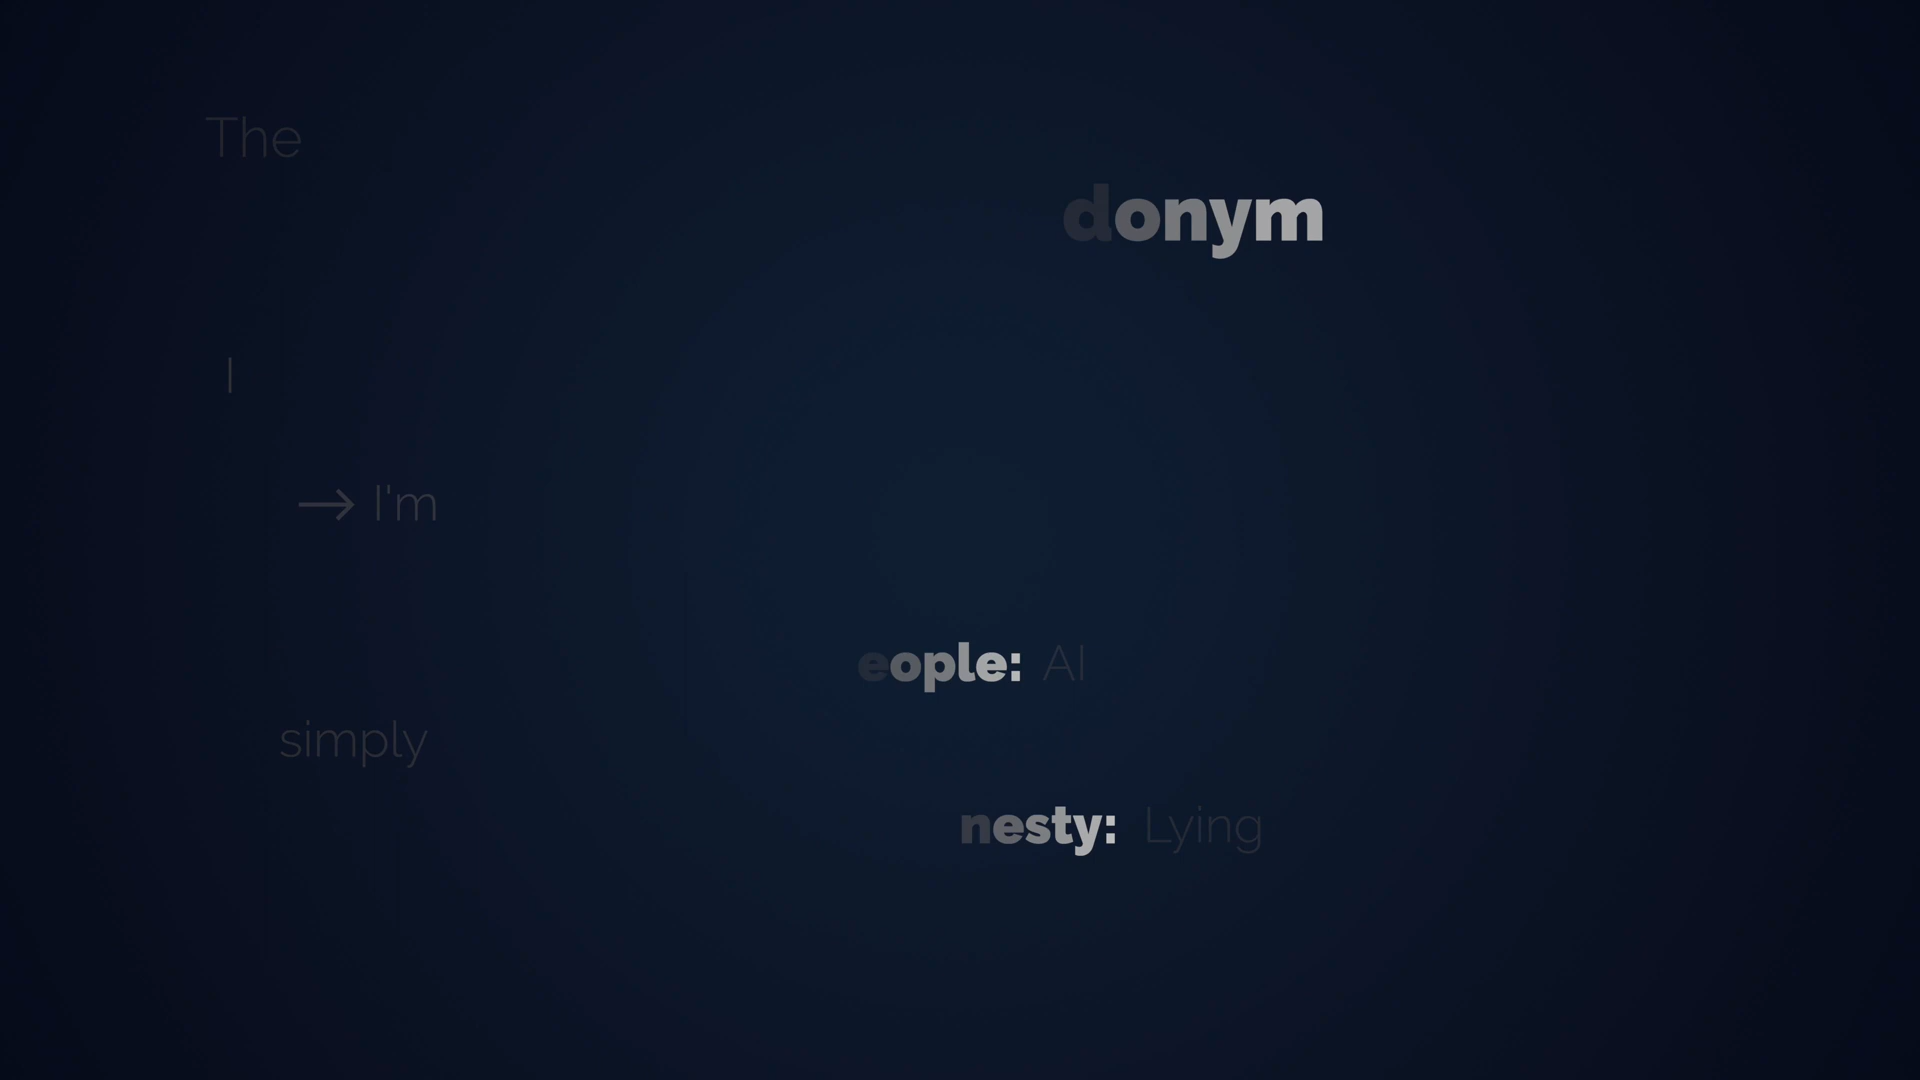 The
donym
I
→ I'm
eople: AI
simply
nesty: Lying